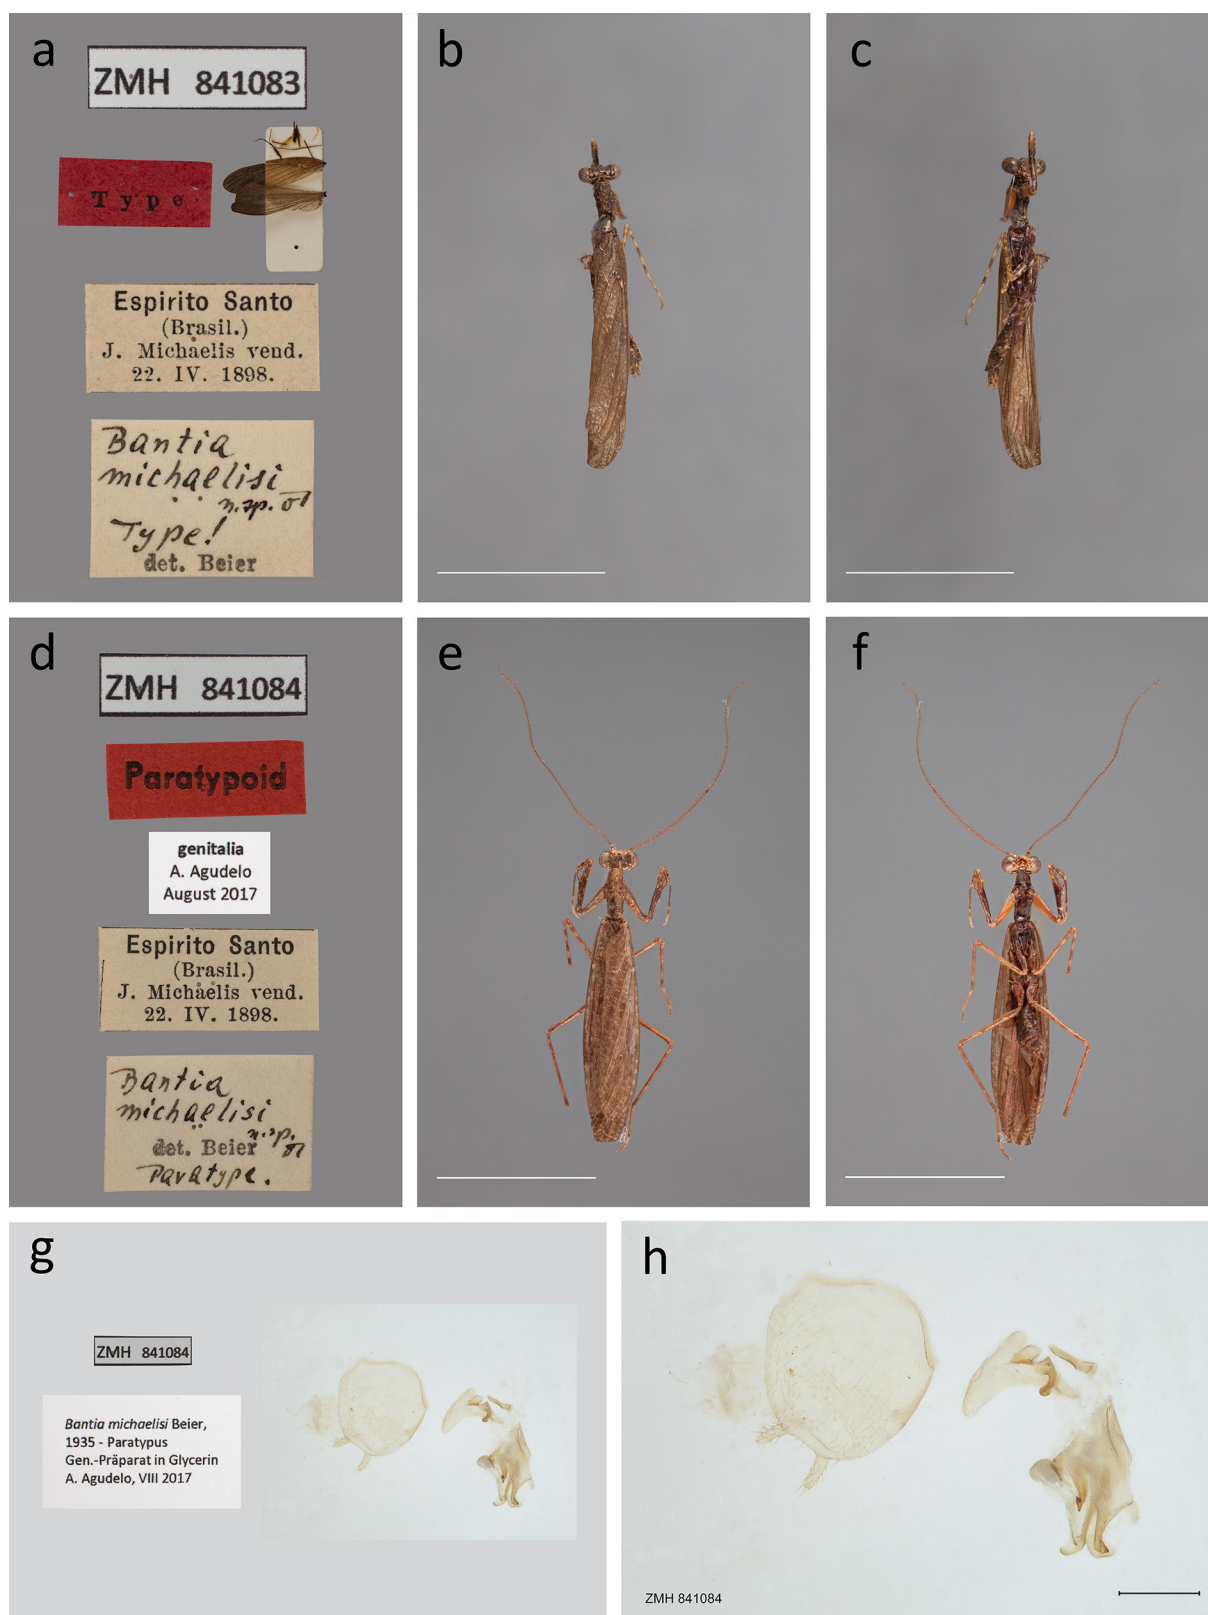 a
ZMH 841083
Type
Espirito Santo
(Brasil.)
J. Michaelis vend.
22. IV. 1898.
Bantia
michaelisi
n. sp. ♂
Type!
det. Beier
b
c
d
ZMH 841084
Paratypoid
genitalia
A. Agudelo
August 2017
Espirito Santo
(Brasil.)
J. Michaelis vend.
22. IV. 1898.
Bantia
michaelisi
n. sp. ♂
det. Beier
Paratype.
e
f
g
ZMH 841084
Bantia michaelisi Beier,
1935 - Paratypus
Gen.-Präparat in Glycerin
A. Agudelo, VIII 2017
h
ZMH 841084